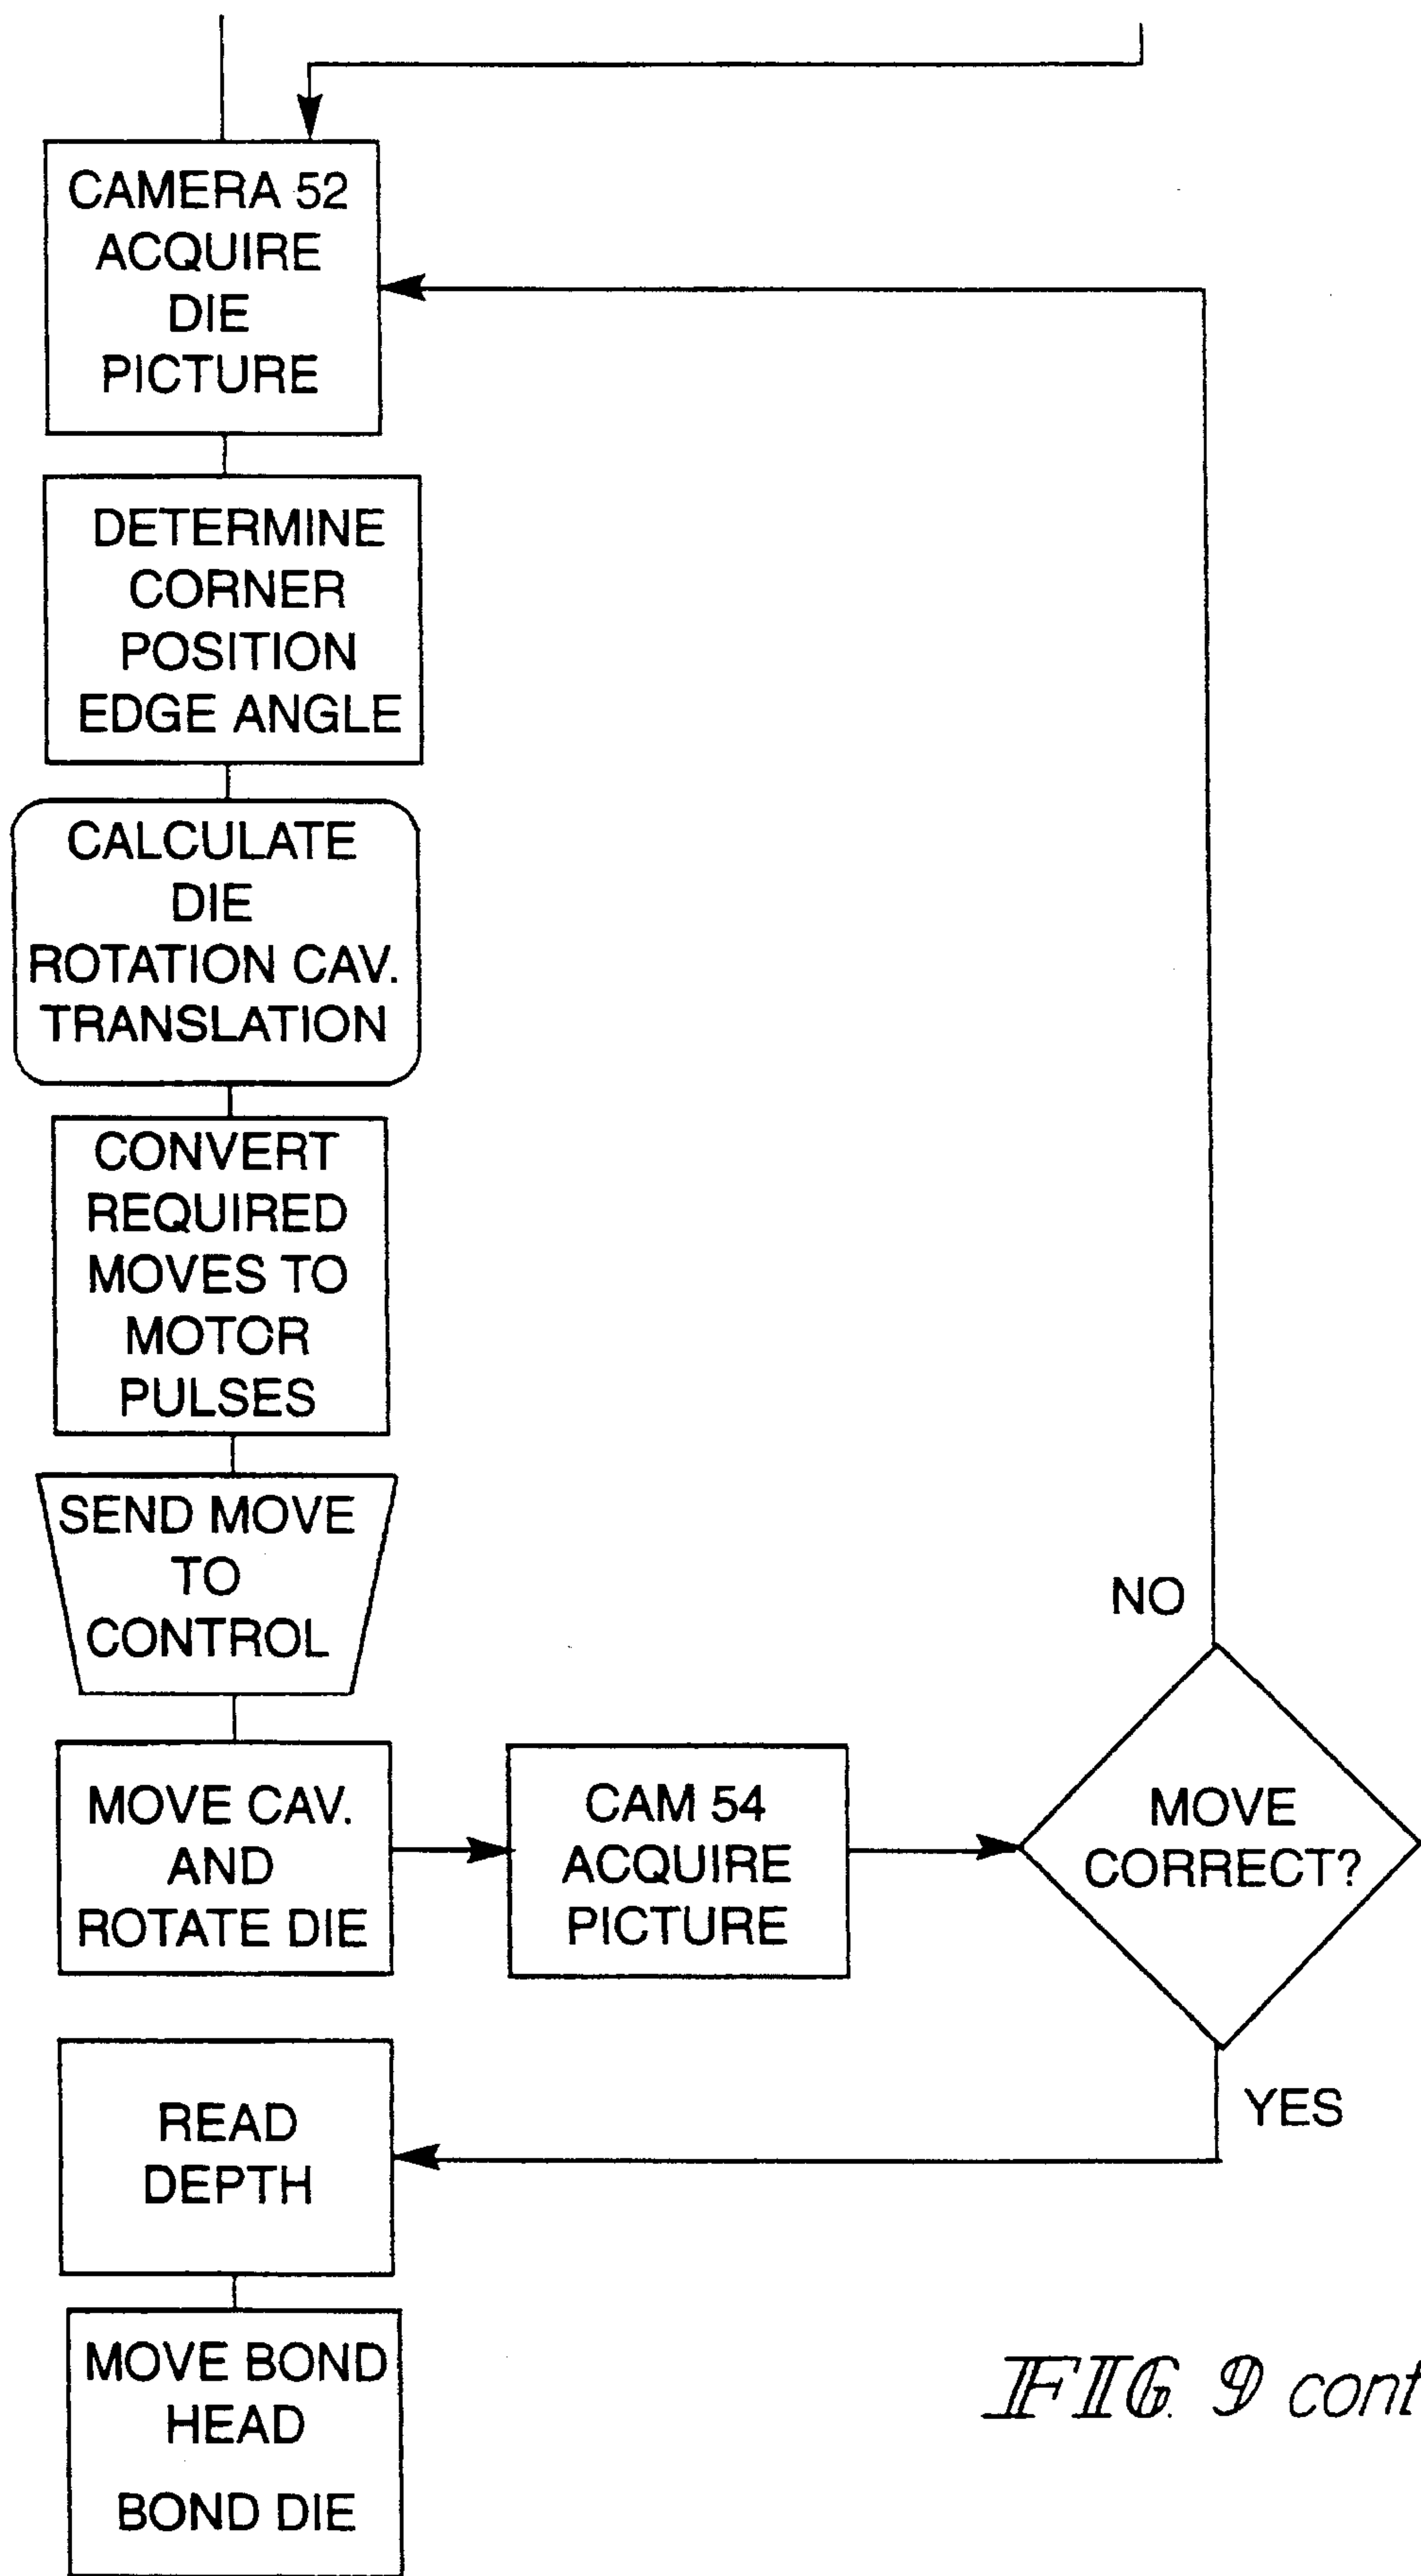 CAMERA 52
ACQUIRE
DIE
PICTURE
DETERMINE
CORNER
POSITION
EDGE ANGLE
CALCULATE
DIE
ROTATION CAV.
TRANSLATION
CONVERT
REQUIRED
MOVES TO
MOTOR
PULSES
SEND MOVE
TO
CONTROL
NO
MOVE CAV.
AND
ROTATE DIE
CAM 54
ACQUIRE
PICTURE
MOVE
CORRECT?
YES
READ
DEPTH
MOVE BOND
HEAD
BOND DIE
FIG. 9 cont